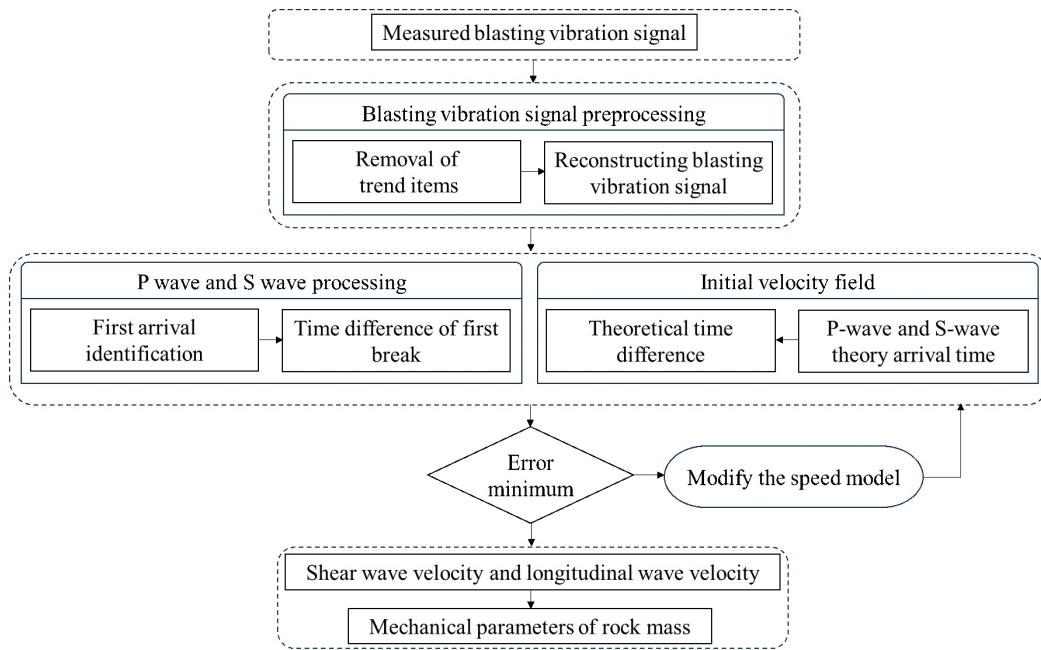 Measured blasting vibration signal
Blasting vibration signal preprocessing
Removal of
trend items
Reconstructing blasting
vibration signal
P wave and S wave processing
First arrival
identification
Time difference of first
break
Initial velocity field
Theoretical time
difference
P-wave and S-wave
theory arrival time
Error
minimum
Modify the speed model
Shear wave velocity and longitudinal wave velocity
Mechanical parameters of rock mass